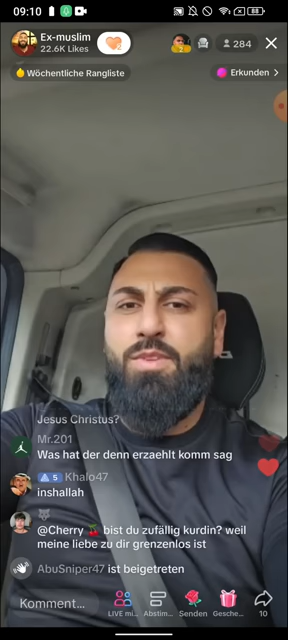 09:10
88
Ex-muslim
22.6K Likes
2
284
Wöchentliche Rangliste
Erkunden >
Jesus Christus?
Mr.201
Was hat der denn erzaehlt komm sag
5 Khalo47
inshallah
@Cherry 🍒 bist du zufällig kurdin? weil
meine liebe zu dir grenzenlos ist
AbuSniper47 ist beigetreten
Komment...
LIVE mi...
Abstim...
Senden
Gesche...
10